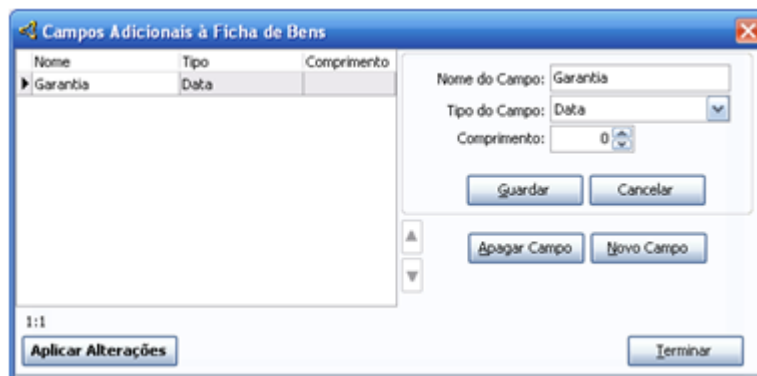 Campos Adicionais à Ficha de Bens
Nome Tipo Comprimento
Garantia Data
Nome do Campo: Garantia
Tipo do Campo: Data
Comprimento: 0
Guardar Cancelar
Apagar Campo Novo Campo
1:1
Aplicar Alterações Terminar